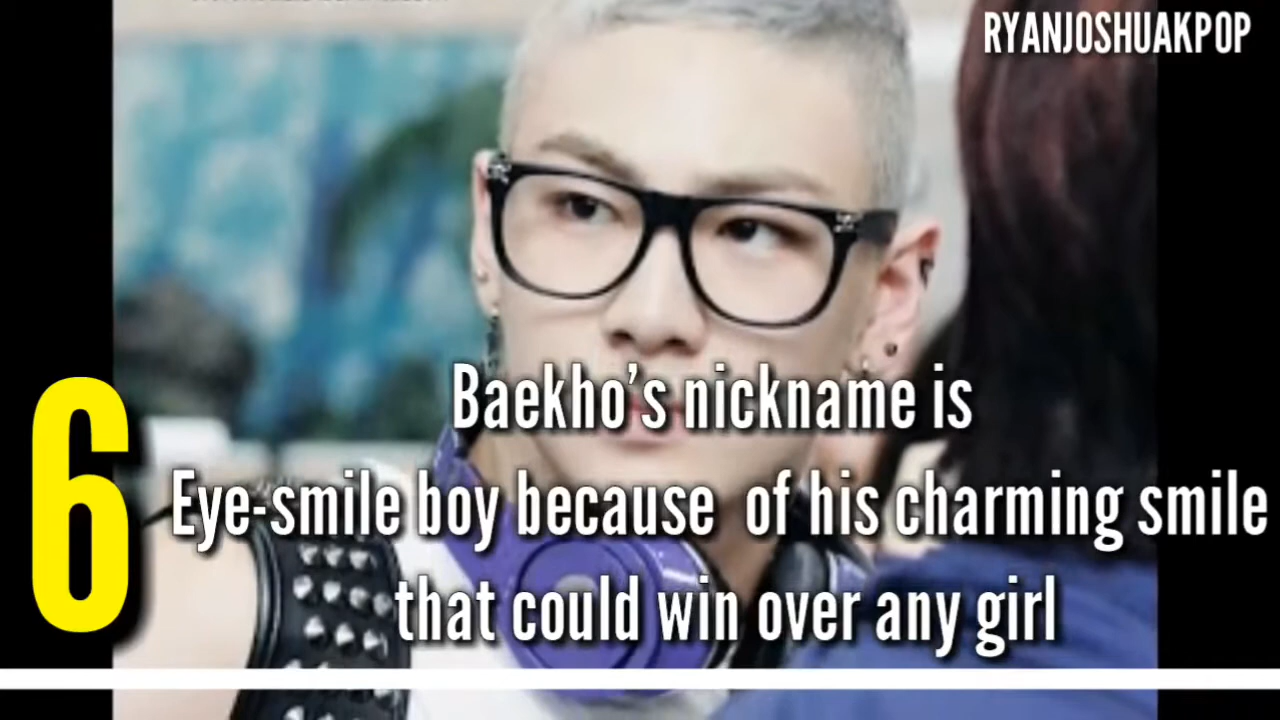 RYANJOSHUAKPOP
6
Baekho's nickname is
Eye-smile boy because of his charming smile
that could win over any girl